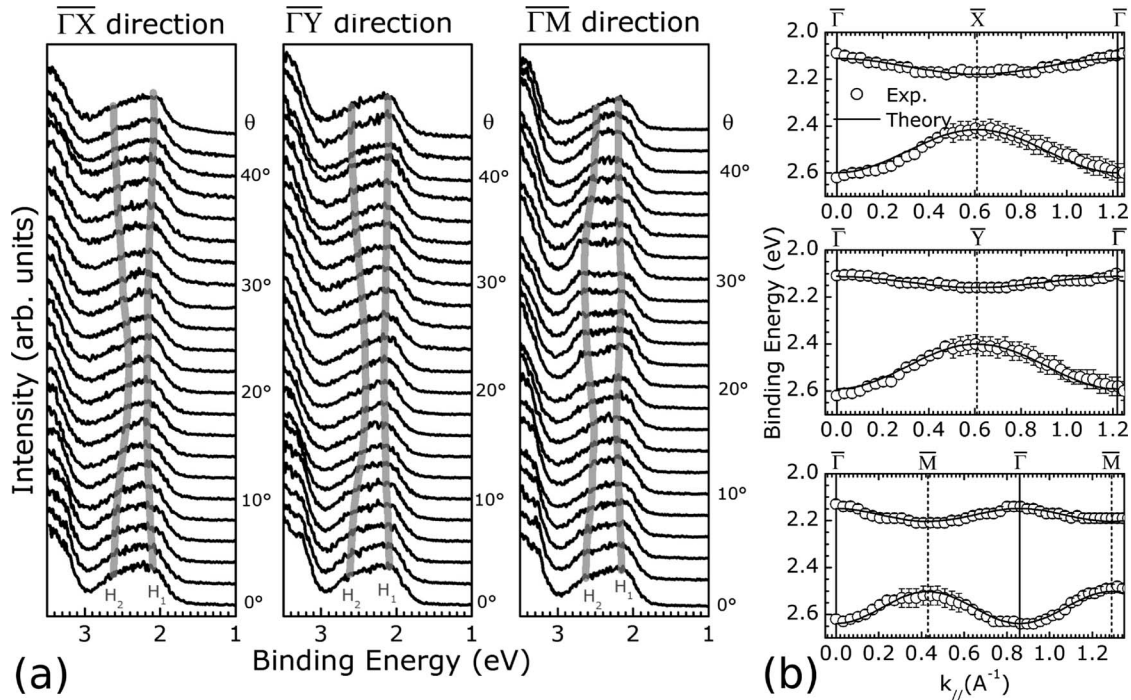 Γ̅X̅ direction
Γ̅Y̅ direction
Γ̅M̅ direction
Intensity (arb. units)
θ
40°
30°
20°
10°
0°
H2
H1
3
2
1
θ
40°
30°
20°
10°
0°
H2
H1
3
2
1
θ
40°
30°
20°
10°
0°
H2
H1
3
2
1
Binding Energy (eV)
(a)
Γ̅ X̅ Γ̅
2.0
2.2
2.4
2.6
Exp.
Theory
0.0 0.2 0.4 0.6 0.8 1.0 1.2
Γ̅ Y̅ Γ̅
2.0
2.2
2.4
2.6
0.0 0.2 0.4 0.6 0.8 1.0 1.2
Γ̅ M̅ Γ̅ M̅
2.0
2.2
2.4
2.6
0.0 0.2 0.4 0.6 0.8 1.0 1.2
Binding Energy (eV)
k//(A⁻¹)
(b)